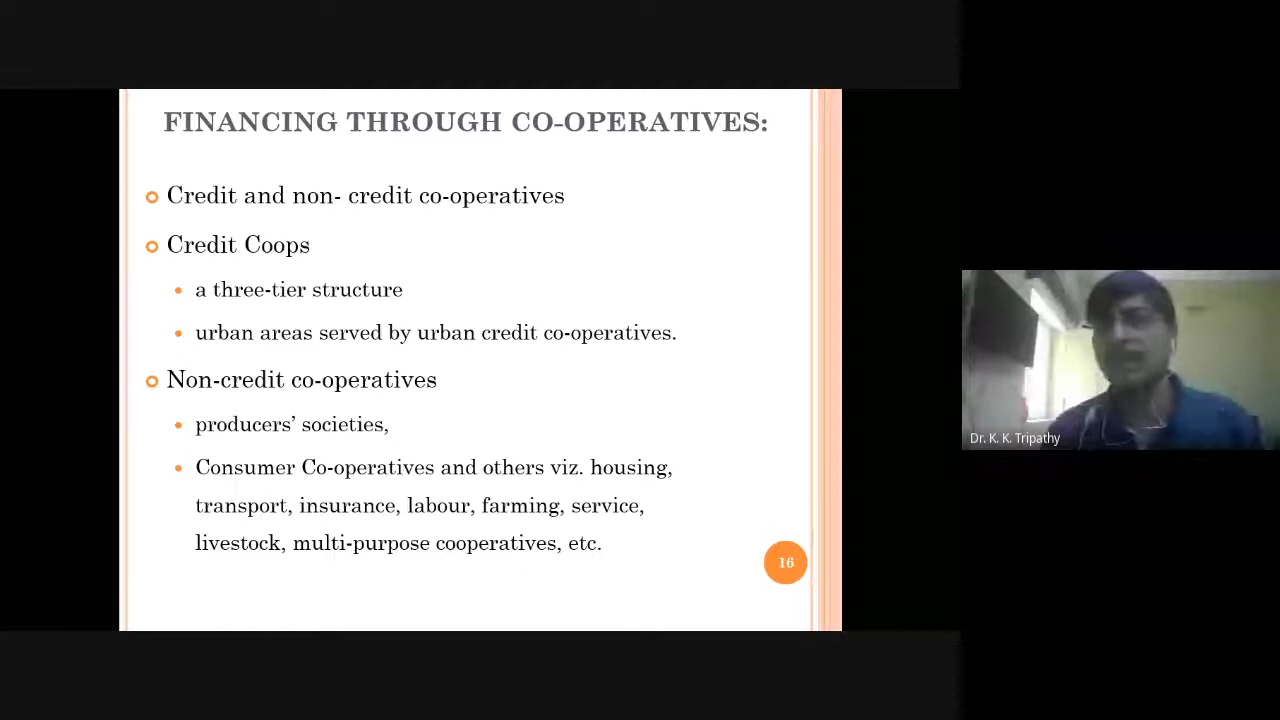 FINANCING THROUGH CO-OPERATIVES:
Credit and non- credit co-operatives
Credit Coops
a three-tier structure
urban areas served by urban credit co-operatives.
Non-credit co-operatives
producers’ societies,
Consumer Co-operatives and others viz. housing,
transport, insurance, labour, farming, service,
livestock, multi-purpose cooperatives, etc.
16
Dr. K. K. Tripathy